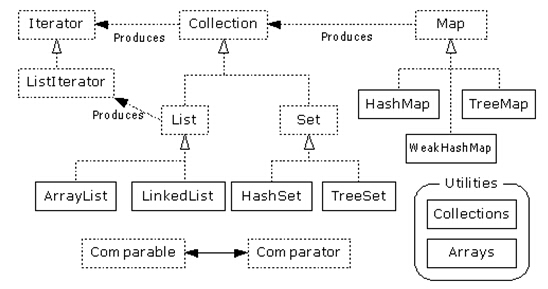 Iterator
Collection
Map
Produces
Produces
ListIterator
Produces
List
Set
HashMap
TreeMap
WeakHashMap
ArrayList
LinkedList
HashSet
TreeSet
Utilities
Collections
Arrays
Comparable
Comparator